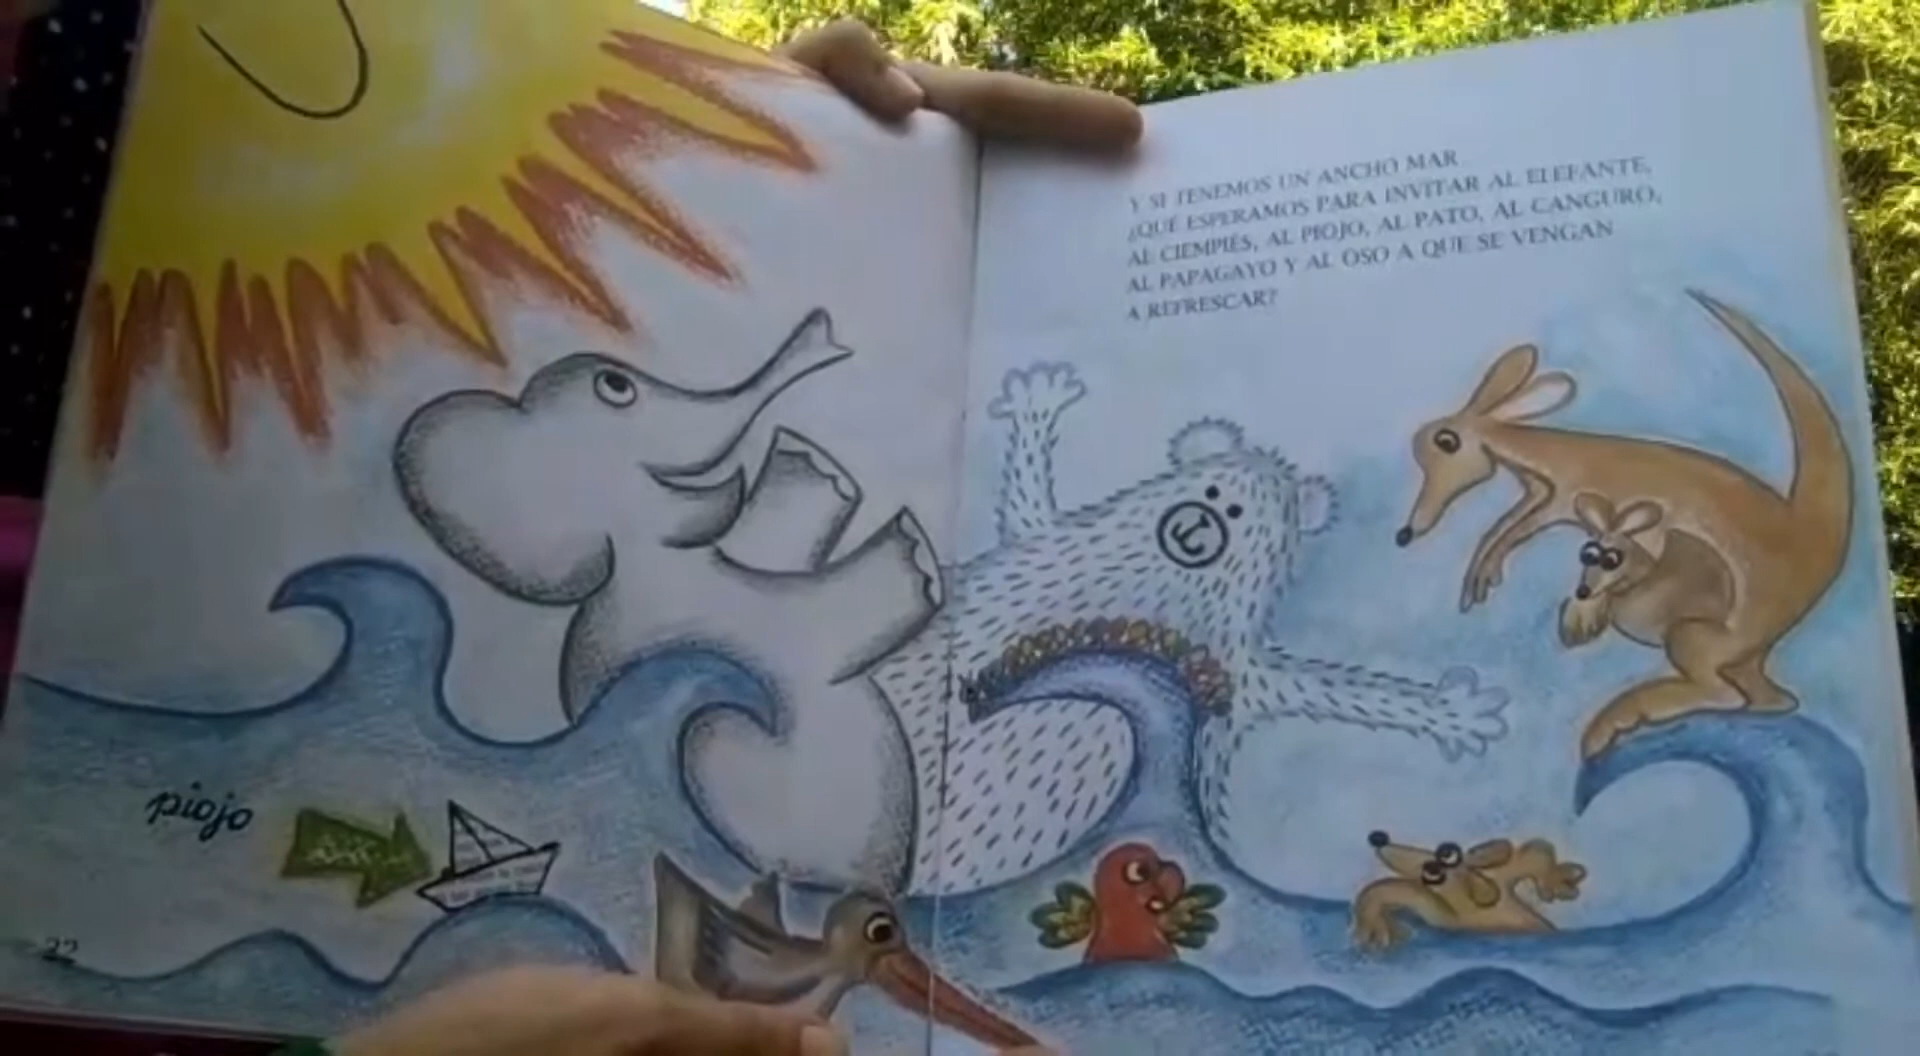 Y SI TENEMOS UN ANCHO MAR
¿QUÉ ESPERAMOS PARA INVITAR AL ELEFANTE,
AL CIEMPIÉS, AL PIOJO, AL PATO, AL CANGURO,
AL PAPAGAYO Y AL OSO A QUE SE VENGAN
A REFRESCAR?
piojo
22